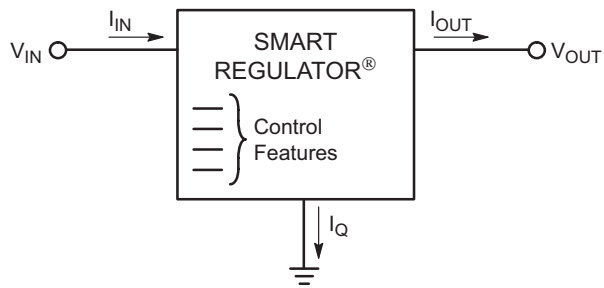 I_IN
I_OUT
V_IN
SMART
REGULATOR®
V_OUT
Control
Features
I_Q